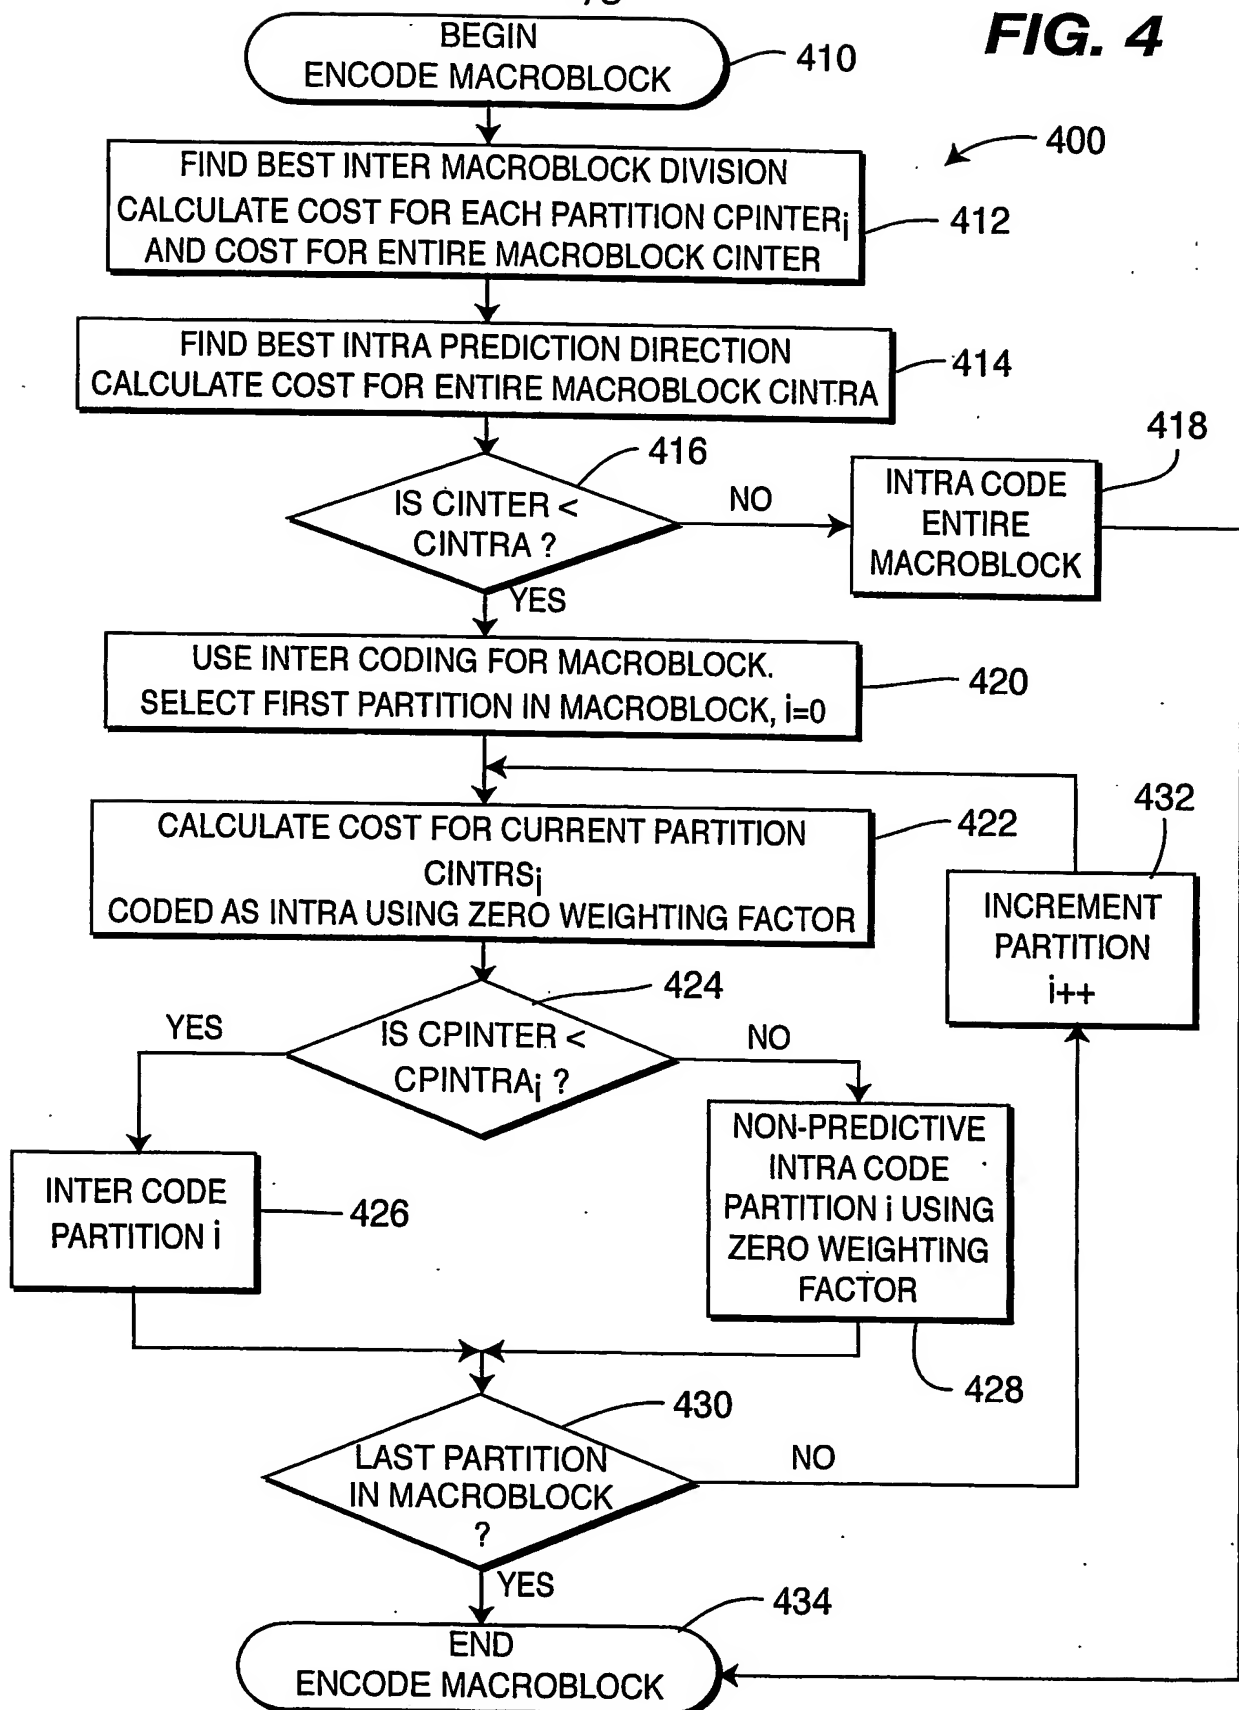 FIG. 4
BEGIN
ENCODE MACROBLOCK
410
400
FIND BEST INTER MACROBLOCK DIVISION
CALCULATE COST FOR EACH PARTITION CPINTERi
AND COST FOR ENTIRE MACROBLOCK CINTER
412
FIND BEST INTRA PREDICTION DIRECTION
CALCULATE COST FOR ENTIRE MACROBLOCK CINTRA
414
416
IS CINTER <
CINTRA ?
NO
YES
418
INTRA CODE
ENTIRE
MACROBLOCK
USE INTER CODING FOR MACROBLOCK.
SELECT FIRST PARTITION IN MACROBLOCK, i=0
420
CALCULATE COST FOR CURRENT PARTITION
CINTRSi
CODED AS INTRA USING ZERO WEIGHTING FACTOR
422
432
INCREMENT
PARTITION
i++
424
IS CPINTER <
CPINTRAi ?
YES
NO
INTER CODE
PARTITION i
426
NON-PREDICTIVE
INTRA CODE
PARTITION i USING
ZERO WEIGHTING
FACTOR
428
430
LAST PARTITION
IN MACROBLOCK
?
NO
YES
434
END
ENCODE MACROBLOCK